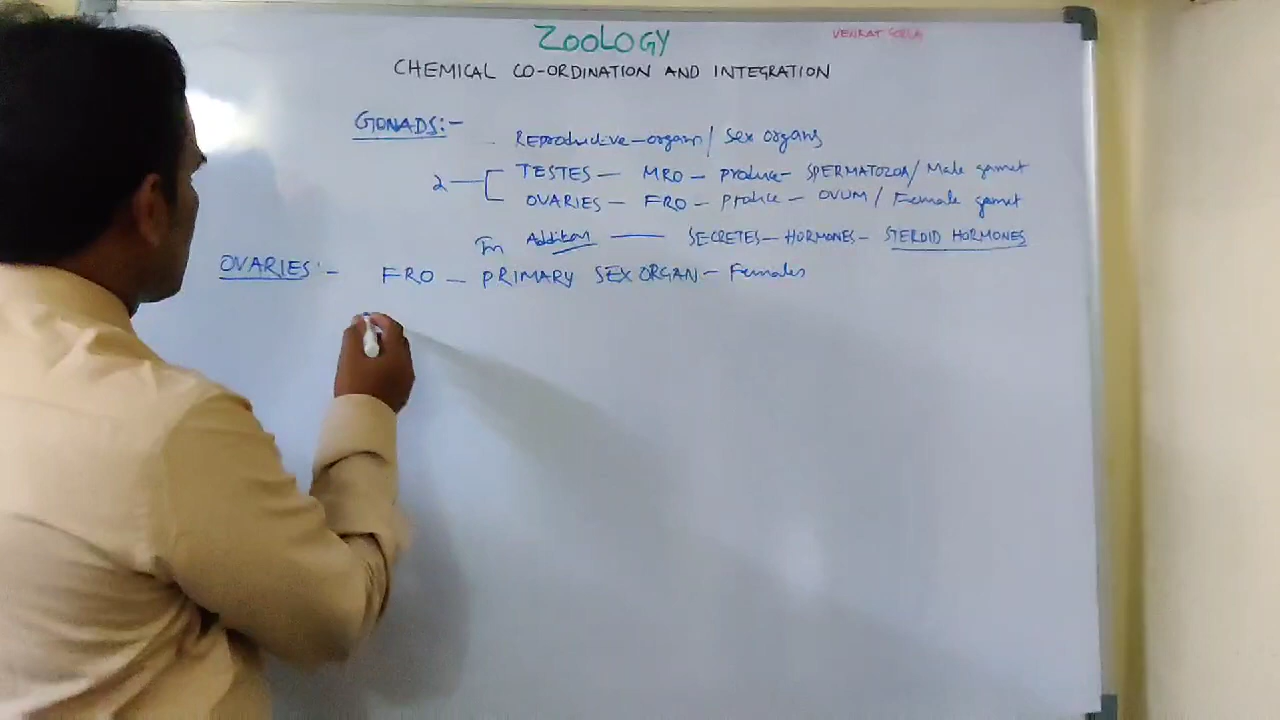 ZOOLOGY
VENKAT GORLA
CHEMICAL CO-ORDINATION AND INTEGRATION
GONADS:-
Reproductive-organs/ Sex organs
2 TESTES — MRO — produce- SPERMATOZOA/ Male gamet
OVARIES — FRO — produce — OVUM / Female gamet
In Addition —— SECRETES- HORMONES- STEROID HORMONES
OVARIES:- FRO — PRIMARY SEX ORGAN - Females